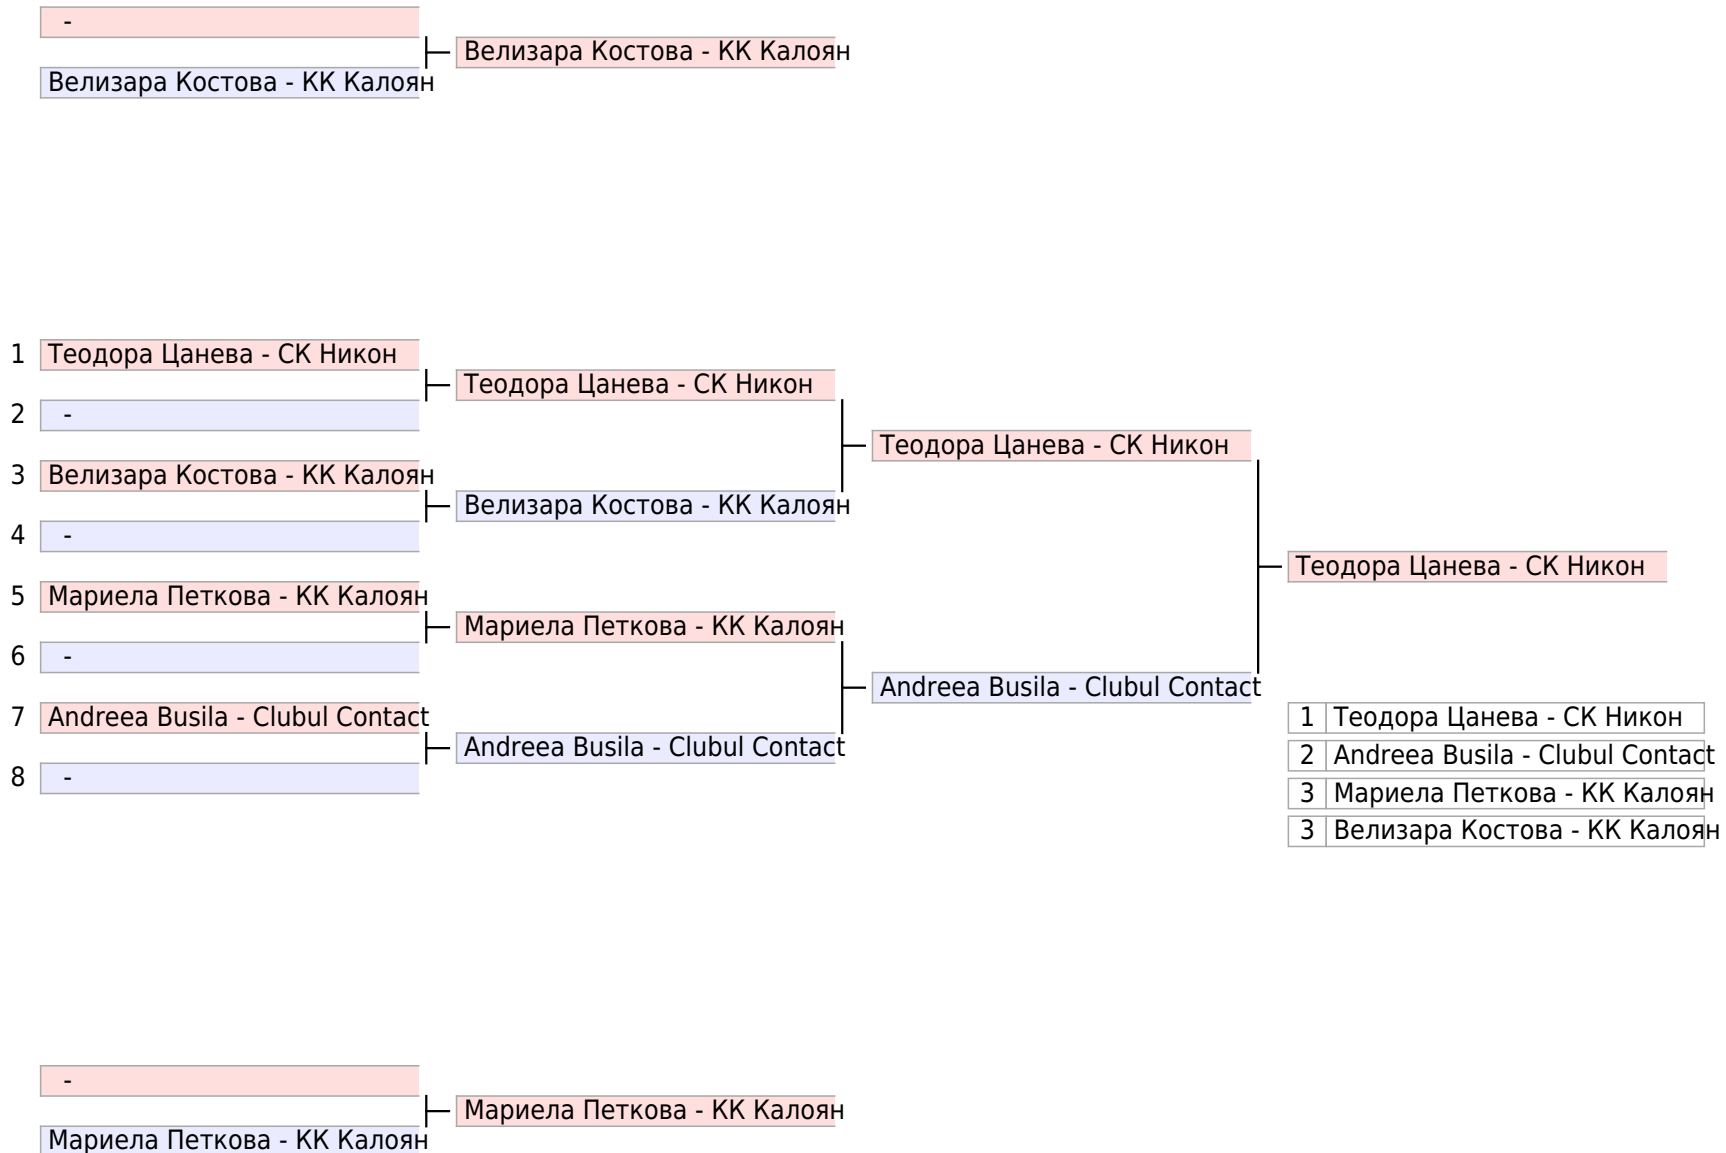 -
Велизара Костова - КК Калоян
Велизара Костова - КК Калоян
1 Теодора Цанева - СК Никон
Теодора Цанева - СК Никон
2 -
Теодора Цанева - СК Никон
3 Велизара Костова - КК Калоян
Велизара Костова - КК Калоян
4 -
Теодора Цанева - СК Никон
5 Мариела Петкова - КК Калоян
Мариела Петкова - КК Калоян
6 -
Andreea Busila - Clubul Contact
7 Andreea Busila - Clubul Contact
Andreea Busila - Clubul Contact
8 -
1 Теодора Цанева - СК Никон
2 Andreea Busila - Clubul Contact
3 Мариела Петкова - КК Калоян
3 Велизара Костова - КК Калоян
-
Мариела Петкова - КК Калоян
Мариела Петкова - КК Калоян